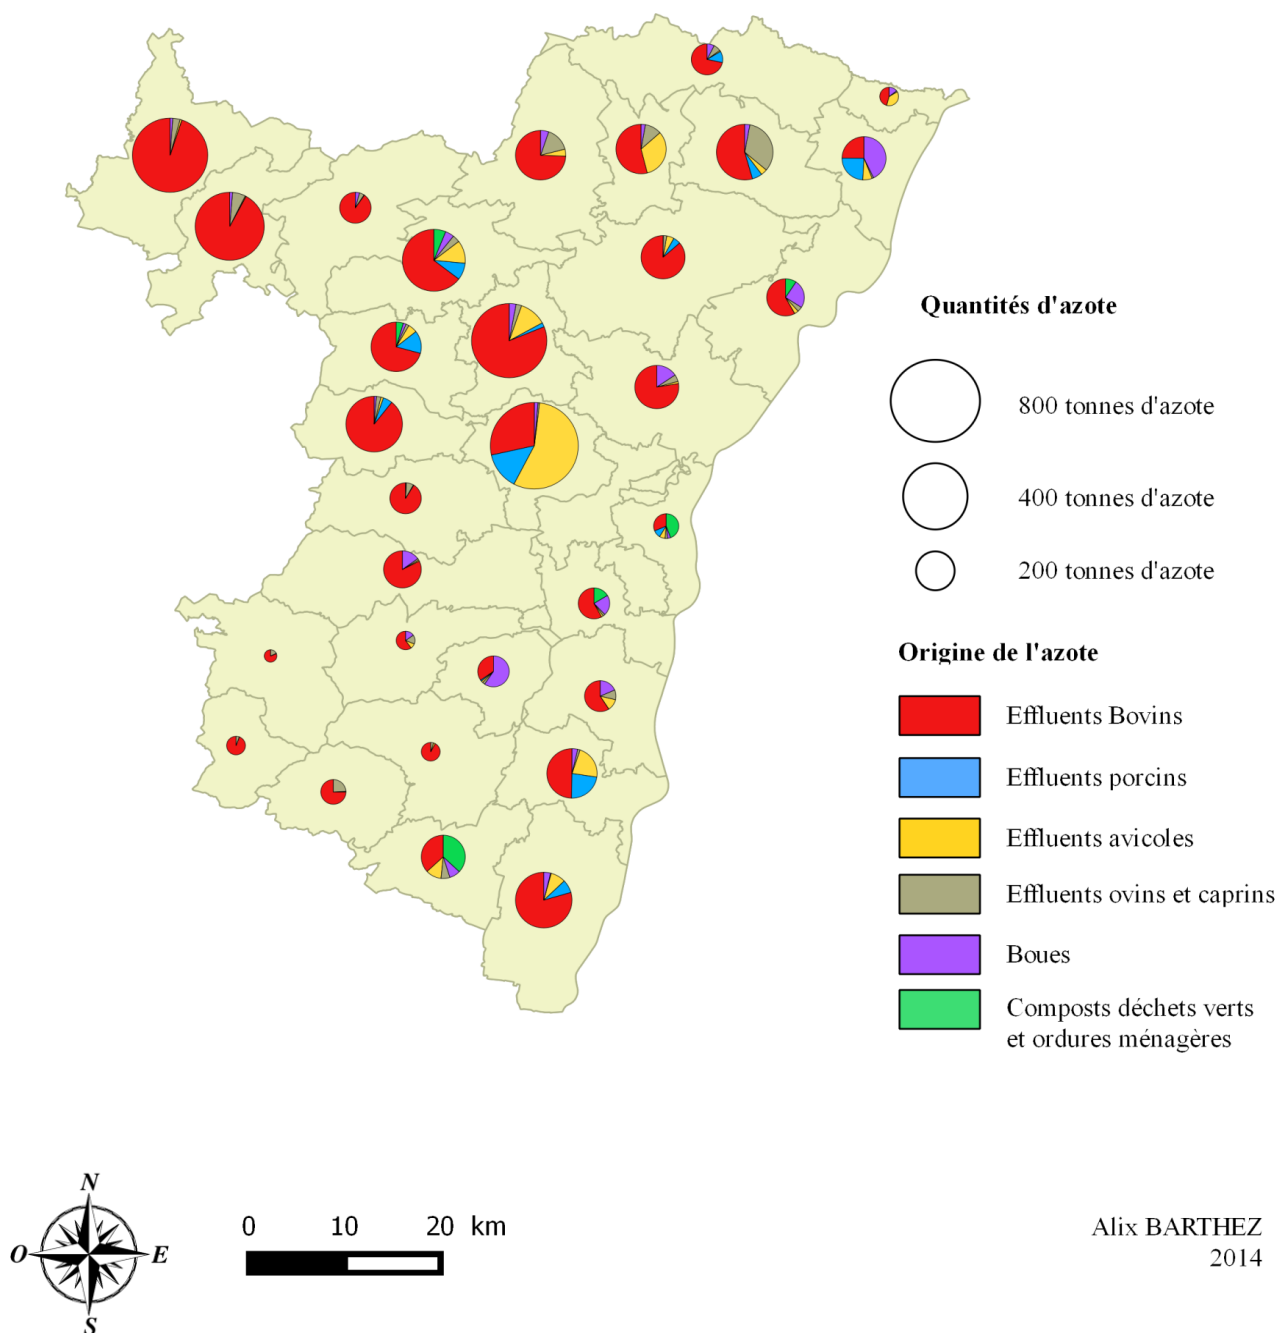 Quantités d'azote
800 tonnes d'azote
400 tonnes d'azote
200 tonnes d'azote
Origine de l'azote
Effluents Bovins
Effluents porcins
Effluents avicoles
Effluents ovins et caprins
Boues
Composts déchets verts
et ordures ménagères
N
O
E
S
0 10 20 km
Alix BARTHEZ
2014